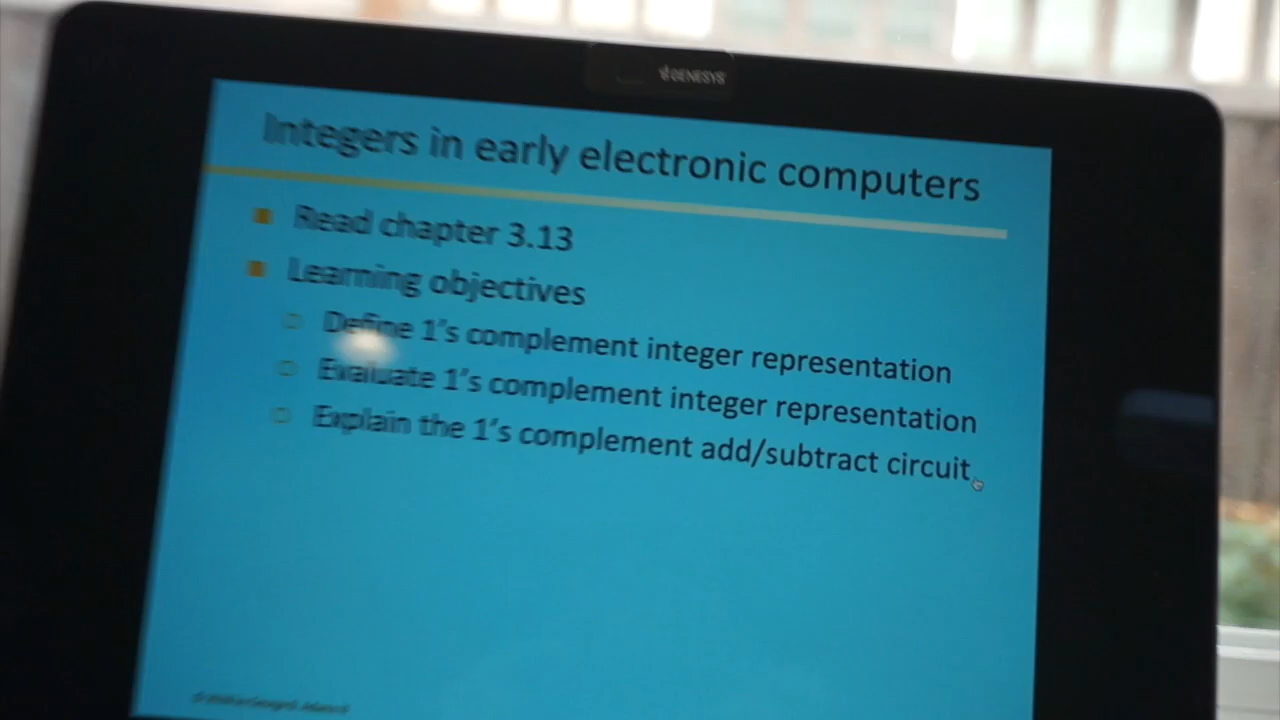 GENESYS
Integers in early electronic computers
Read chapter 3.13
Learning objectives
Define 1's complement integer representation
Evaluate 1's complement integer representation
Explain the 1's complement add/subtract circuit